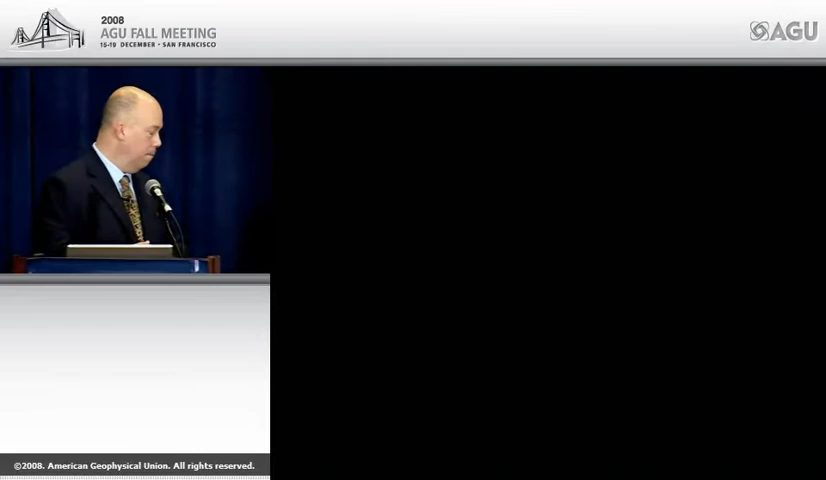 2008
AGU FALL MEETING
15-19 DECEMBER • SAN FRANCISCO
AGU
©2008. American Geophysical Union. All rights reserved.